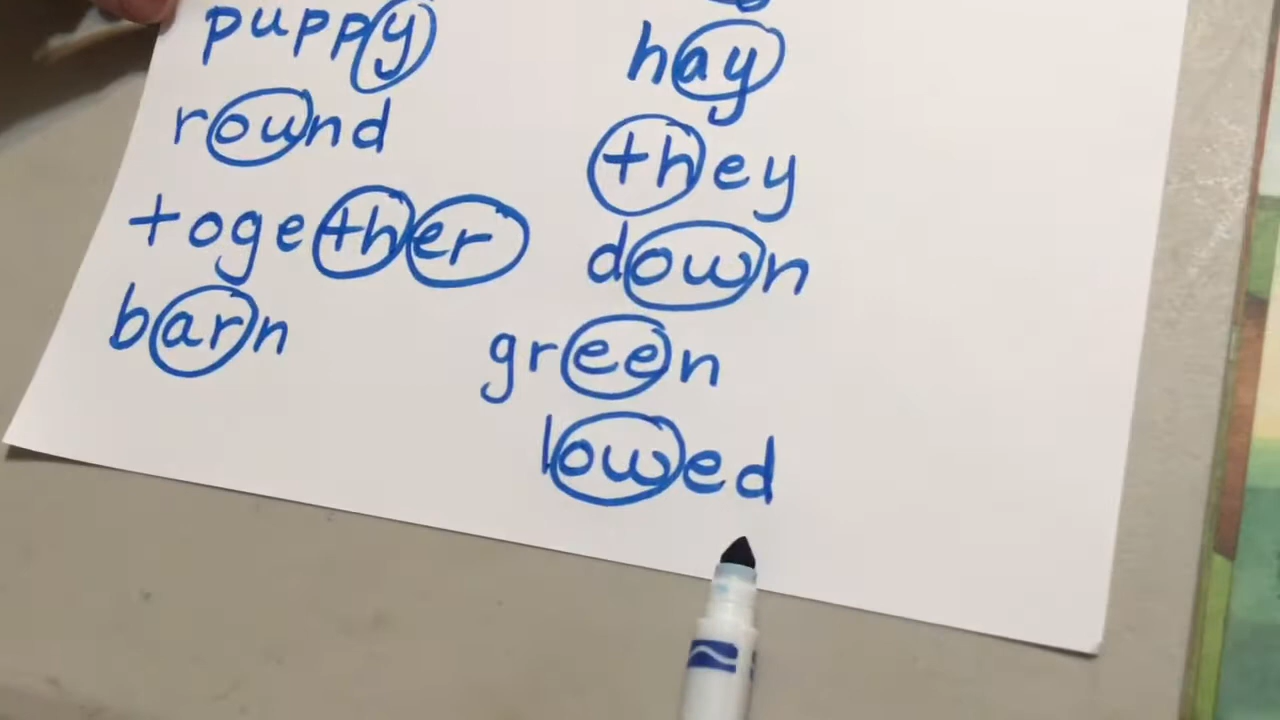 puppy
round
together
barn
hay
they
down
green
lowed